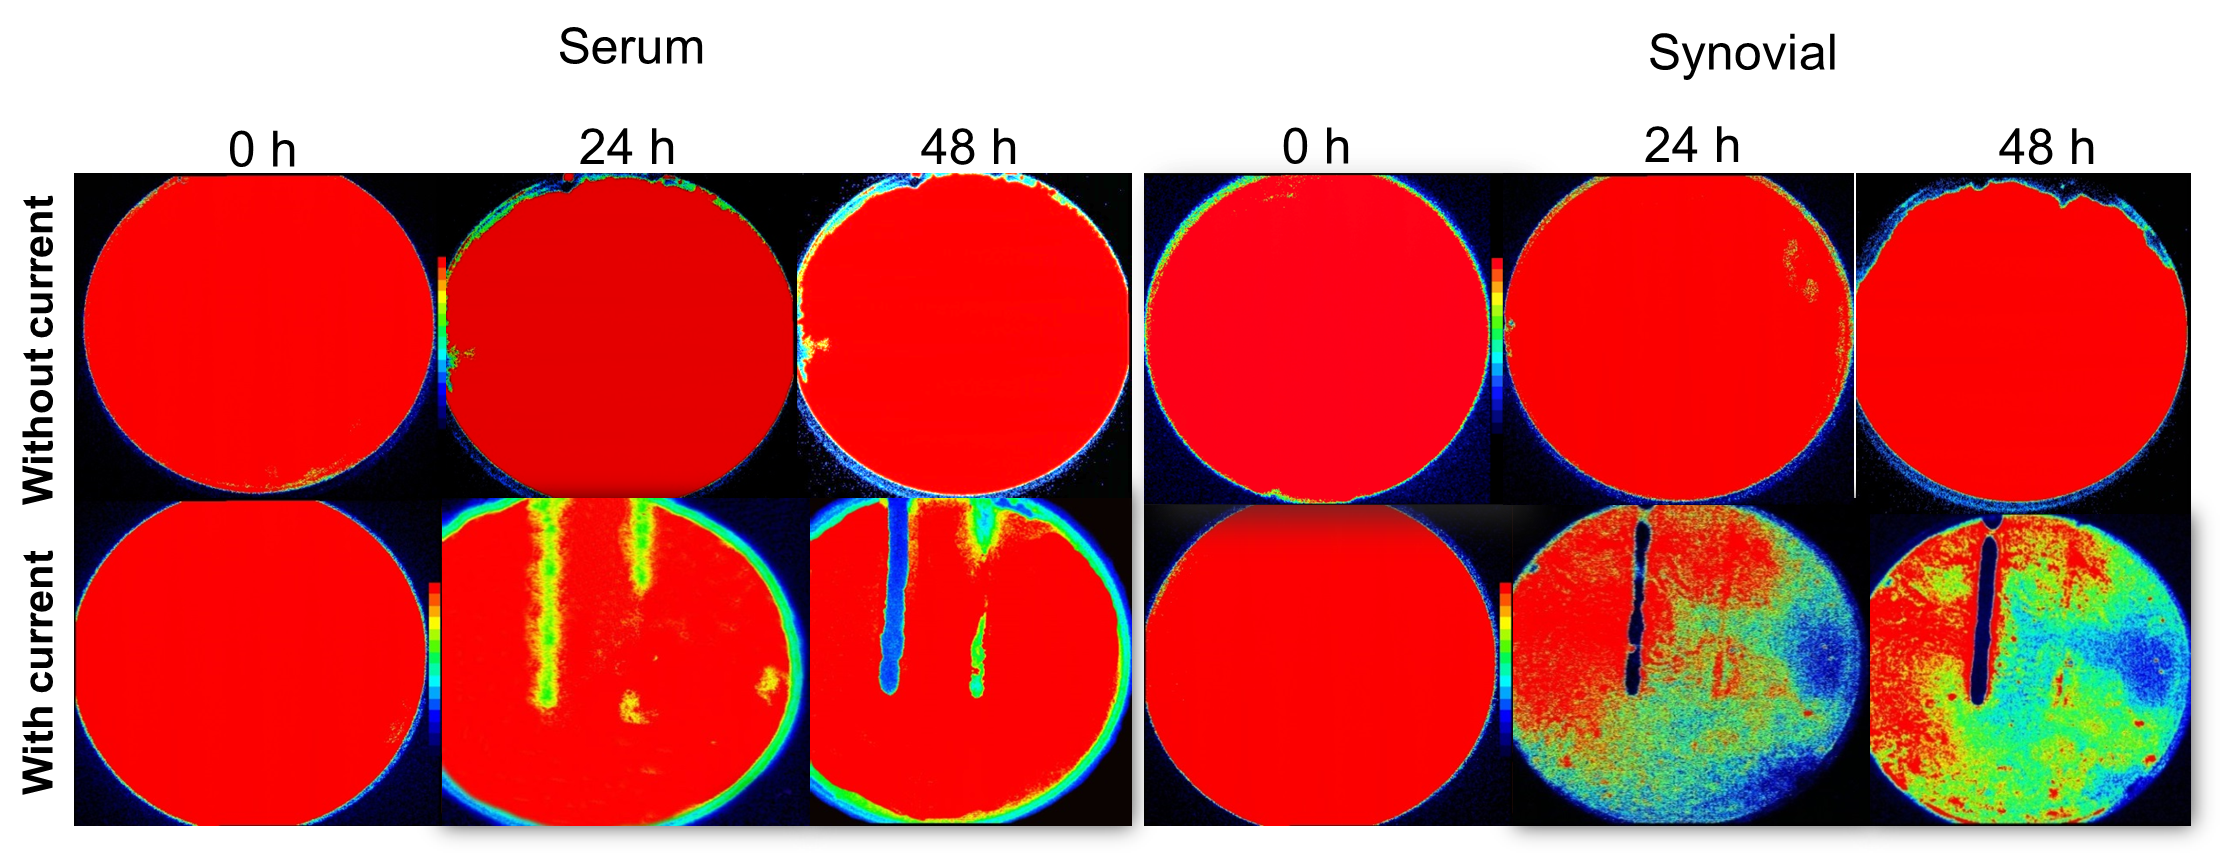 Serum
Synovial
0 h
24 h
48 h
0 h
24 h
48 h
Without current
With current